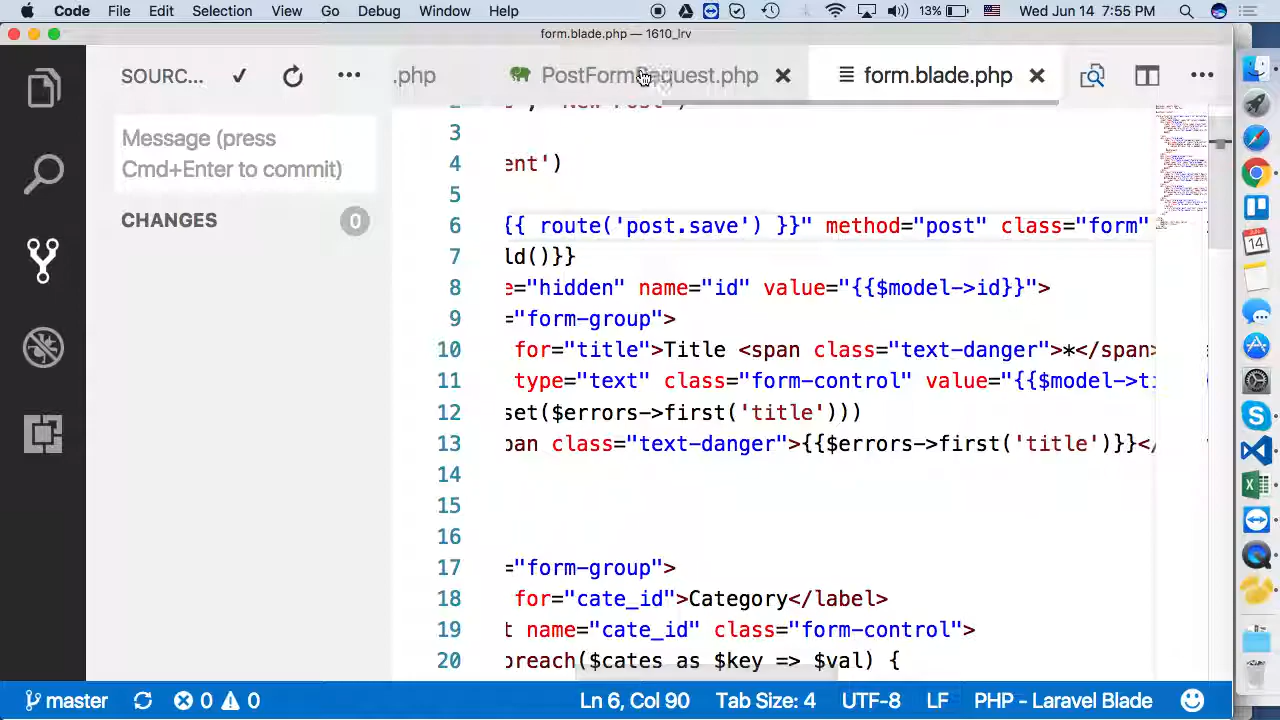 Code File Edit Selection View Go Debug Window Help 13% Wed Jun 14 7:55 PM
form.blade.php — 1610_lrv
SOURC... .php PostFormRequest.php form.blade.php
Message (press
Cmd+Enter to commit)
CHANGES 0
2 ', 'New Post')
3
4 ent')
5
6 {{ route('post.save') }}" method="post" class="form"
7 ld()}}
8 e="hidden" name="id" value="{{$model->id}}">
9 ="form-group">
10 for="title">Title <span class="text-danger">*</span>
11 type="text" class="form-control" value="{{$model->ti
12 set($errors->first('title')))
13 pan class="text-danger">{{$errors->first('title')}}</
14
15
16
17 ="form-group">
18 for="cate_id">Category</label>
19 t name="cate_id" class="form-control">
20 oreach($cates as $key => $val) {
master 0 0 Ln 6, Col 90 Tab Size: 4 UTF-8 LF PHP - Laravel Blade